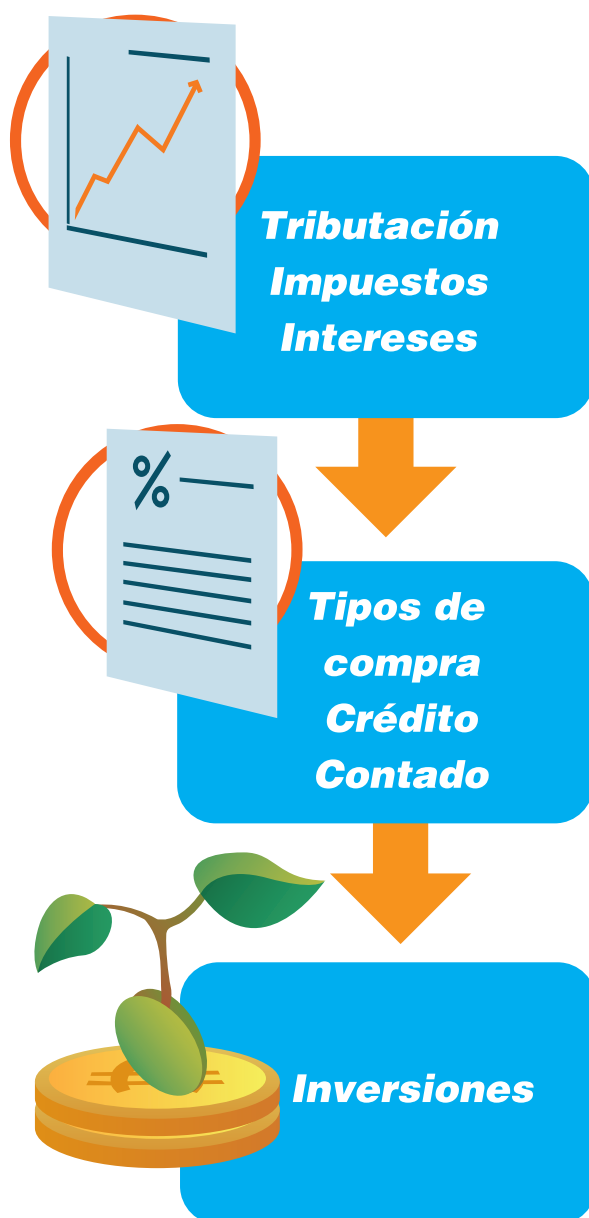 Tributación
Impuestos
Intereses
%
Tipos de
compra
Crédito
Contado
Inversiones